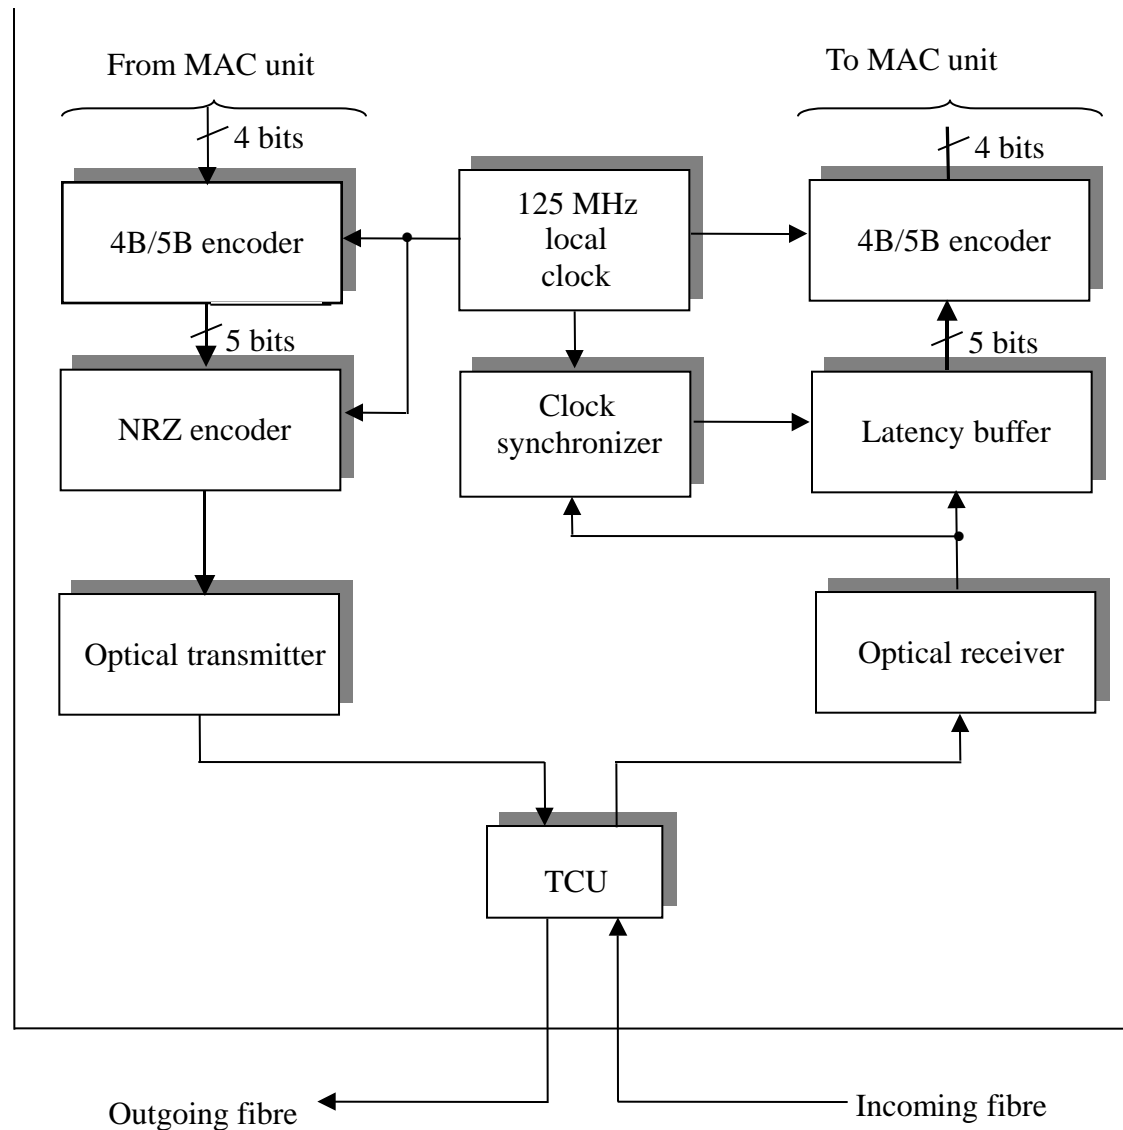 From MAC unit
To MAC unit
4 bits
4 bits
4B/5B encoder
125 MHz
local
clock
4B/5B encoder
5 bits
5 bits
NRZ encoder
Clock
synchronizer
Latency buffer
Optical transmitter
Optical receiver
TCU
Outgoing fibre
Incoming fibre